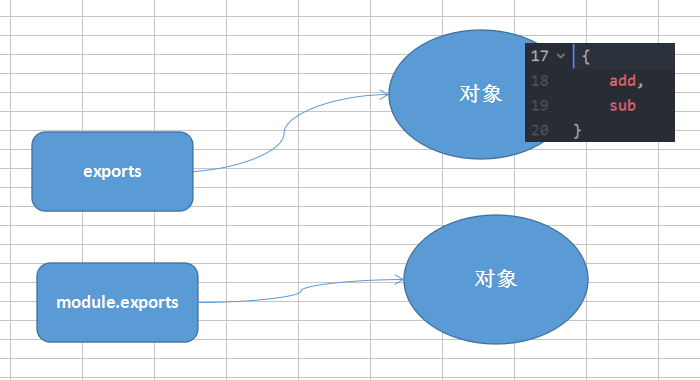 对象
17 {
18 add,
19 sub
20 }
exports
对象
module.exports